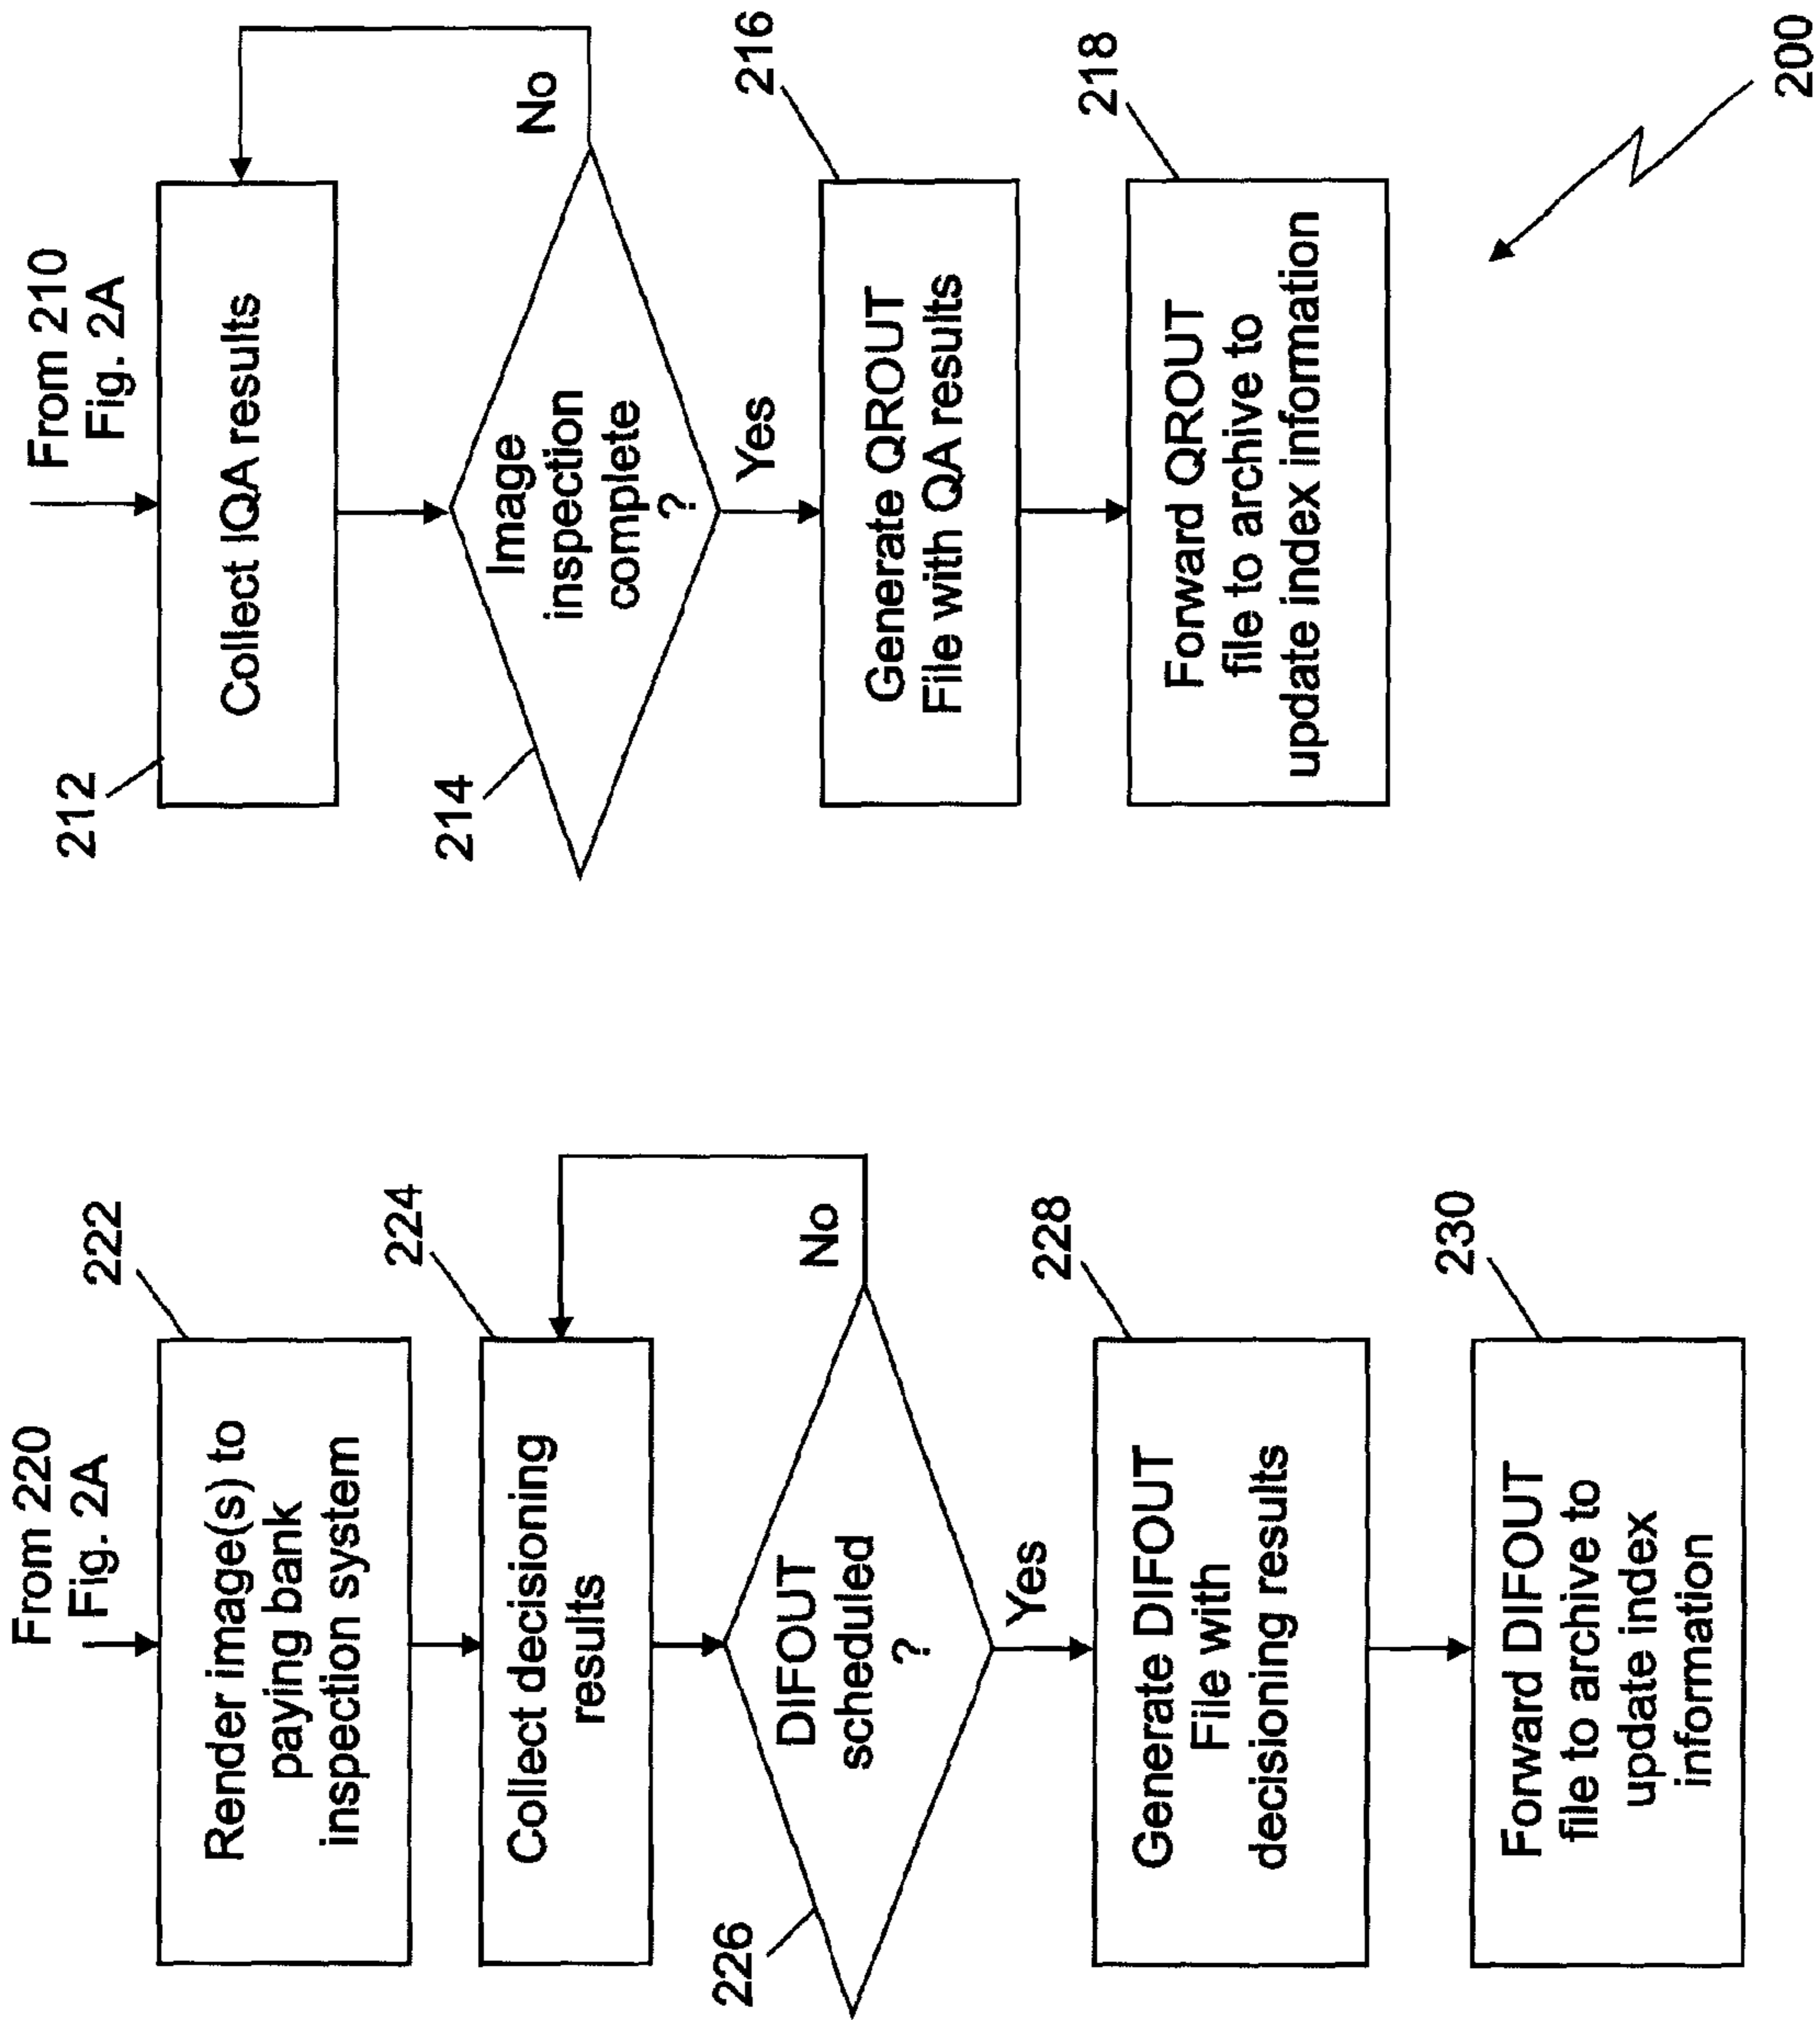 From 220
Fig. 2A
222
Render image(s) to
paying bank
inspection system
224
Collect decisioning
results
226
DIFOUT
scheduled
?
No
Yes
228
Generate DIFOUT
File with
decisioning results
230
Forward DIFOUT
file to archive to
update index
information
From 210
Fig. 2A
212
Collect IQA results
214
Image
inspection
complete
?
No
Yes
216
Generate QROUT
File with QA results
218
Forward QROUT
file to archive to
update index information
200